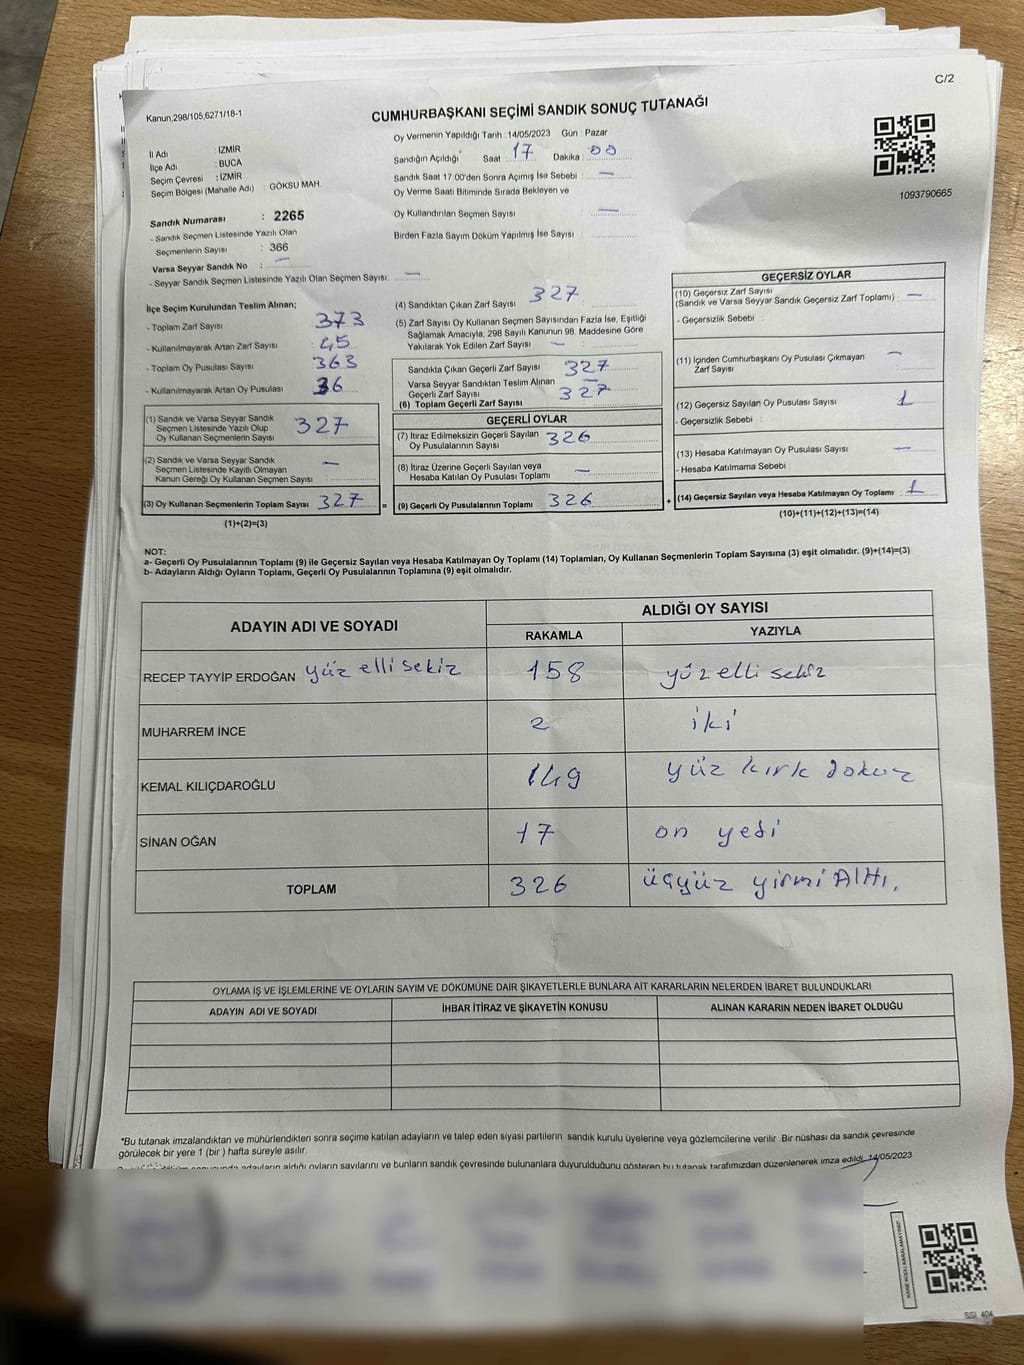 C/2
Kanun,298/105,6271/18-1
CUMHURBAŞKANI SEÇİMİ SANDIK SONUÇ TUTANAĞI
İl Adı : İZMİR
İlçe Adı : BUCA
Seçim Çevresi : İZMİR
Seçim Bölgesi (Mahalle Adı) : GÖKSU MAH.
Sandık Numarası : 2265
- Sandık Seçmen Listesinde Yazılı Olan
Seçmenlerin Sayısı : 366
Varsa Seyyar Sandık No : —
- Seyyar Sandık Seçmen Listesinde Yazılı Olan Seçmen Sayısı: —
Oy Vermenin Yapıldığı Tarih : 14/05/2023 Gün : Pazar
Sandığın Açıldığı Saat : 17 Dakika : 00
Sandık Saat 17:00'den Sonra Açımış İse Sebebi : —
Oy Verme Saati Bitiminde Sırada Bekleyen ve
Oy Kullandırılan Seçmen Sayısı : —
Birden Fazla Sayım Döküm Yapılmış İse Sayısı :
1093790665
İlçe Seçim Kurulundan Teslim Alınan;
- Toplam Zarf Sayısı : 373
- Kullanılmayarak Artan Zarf Sayısı : 45
- Toplam Oy Pusulası Sayısı : 363
- Kullanılmayarak Artan Oy Pusulası : 36
(1) Sandık ve Varsa Seyyar Sandık
Seçmen Listesinde Yazılı Olup
Oy Kullanan Seçmenlerin Sayısı : 327
(2) Sandık ve Varsa Seyyar Sandık
Seçmen Listesinde Kayıtlı Olmayan
Kanun Gereği Oy Kullanan Seçmen Sayısı : —
(3) Oy Kullanan Seçmenlerin Toplam Sayısı : 327 =
(1)+(2)=(3)
(4) Sandıktan Çıkan Zarf Sayısı : 327
(5) Zarf Sayısı Oy Kullanan Seçmen Sayısından Fazla İse, Eşitliği
Sağlamak Amacıyla, 298 Sayılı Kanunun 98. Maddesine Göre
Yakılarak Yok Edilen Zarf Sayısı : —
Sandıkta Çıkan Geçerli Zarf Sayısı : 327
Varsa Seyyar Sandıktan Teslim Alınan
Geçerli Zarf Sayısı : —
(6) Toplam Geçerli Zarf Sayısı : 327
GEÇERLİ OYLAR
(7) İtiraz Edilmeksizin Geçerli Sayılan
Oy Pusulalarının Sayısı : 326
(8) İtiraz Üzerine Geçerli Sayılan veya
Hesaba Katılan Oy Pusulası Toplamı : —
(9) Geçerli Oy Pusulalarının Toplamı : 326 +
GEÇERSİZ OYLAR
(10) Geçersiz Zarf Sayısı
(Sandık ve Varsa Seyyar Sandık Geçersiz Zarf Toplamı) : —
- Geçersizlik Sebebi :
(11) İçinden Cumhurbaşkanı Oy Pusulası Çıkmayan
Zarf Sayısı : —
(12) Geçersiz Sayılan Oy Pusulası Sayısı : 1
- Geçersizlik Sebebi :
(13) Hesaba Katılmayan Oy Pusulası Sayısı : —
- Hesaba Katılmama Sebebi :
(14) Geçersiz Sayılan veya Hesaba Katılmayan Oy Toplamı : 1
(10)+(11)+(12)+(13)=(14)
NOT:
a- Geçerli Oy Pusulalarının Toplamı (9) ile Geçersiz Sayılan veya Hesaba Katılmayan Oy Toplamı (14) Toplamları, Oy Kullanan Seçmenlerin Toplam Sayısına (3) eşit olmalıdır. (9)+(14)=(3)
b- Adayların Aldığı Oyların Toplamı, Geçerli Oy Pusulalarının Toplamına (9) eşit olmalıdır.
ADAYIN ADI VE SOYADI
ALDIĞI OY SAYISI
RAKAMLA YAZIYLA
RECEP TAYYİP ERDOĞAN yüz elli sekiz 158 yüz elli sekiz
MUHARREM İNCE 2 iki
KEMAL KILIÇDAROĞLU 149 yüz kırk dokuz
SİNAN OĞAN 17 on yedi
TOPLAM 326 üçyüz yirmi Altı.
OYLAMA İŞ VE İŞLEMLERİNE VE OYLARIN SAYIM VE DÖKÜMÜNE DAİR ŞİKAYETLERLE BUNLARA AİT KARARLARIN NELERDEN İBARET BULUNDUKLARI
ADAYIN ADI VE SOYADI İHBAR İTİRAZ VE ŞİKAYETİN KONUSU ALINAN KARARIN NEDEN İBARET OLDUĞU
*Bu tutanak imzalandıktan ve mühürlendikten sonra seçime katılan adayların ve talep eden siyasi partilerin sandık kurulu üyelerine veya gözlemcilerine verilir. Bir nüshası da sandık çevresinde
görülecek bir yere 1 (bir ) hafta süreyle asılır.
sonucunda adayların aldığı oyların sayılarını ve bunların sandık çevresinde bulunanlara duyurulduğunu gösteren bu tutanak tarafımızdan düzenlenerek imza edildi. 14/05/2023
KARE KODU KARALAMAYINIZ!
SSI_404